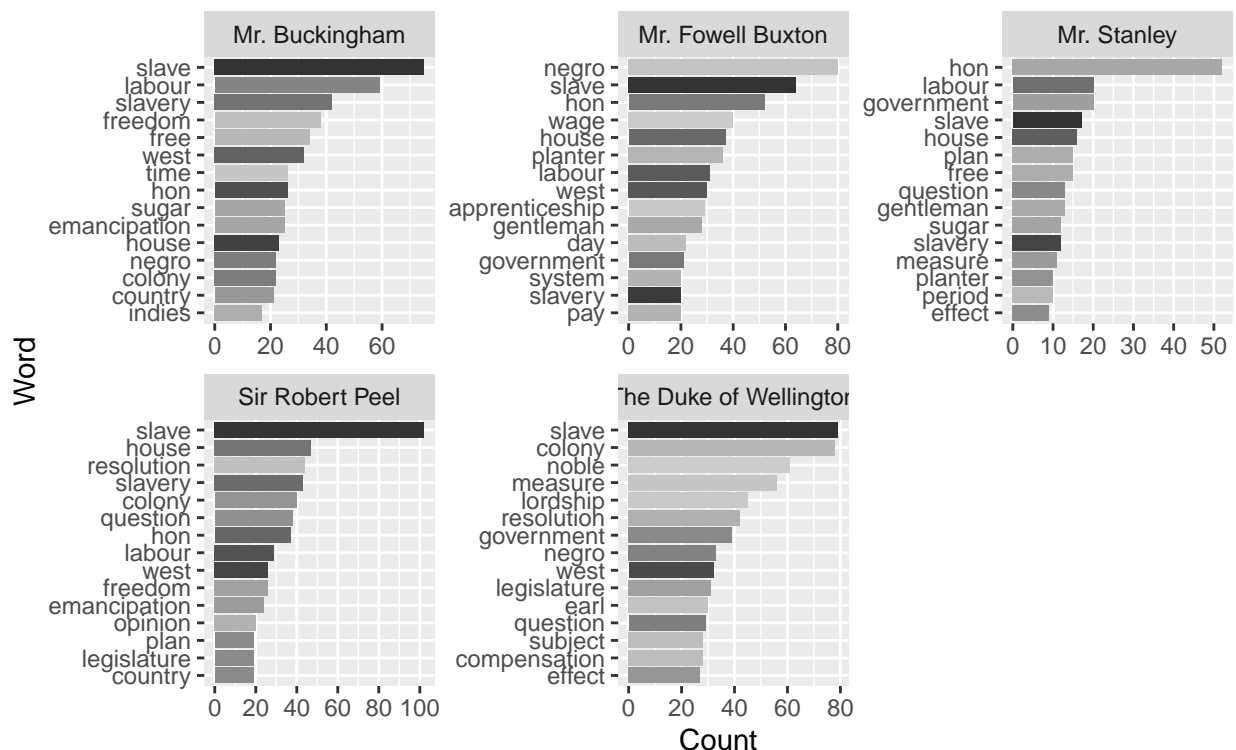 Mr. Buckingham
slave
labour
slavery
freedom
free
west
time
hon
sugar
emancipation
house
negro
colony
country
indies
0 20 40 60
Mr. Fowell Buxton
negro
slave
hon
wage
house
planter
labour
west
apprenticeship
gentleman
day
government
system
slavery
pay
0 20 40 60 80
Mr. Stanley
hon
labour
government
slave
house
plan
free
question
gentleman
sugar
slavery
measure
planter
period
effect
0 10 20 30 40 50
Word
Sir Robert Peel
slave
house
resolution
slavery
colony
question
hon
labour
west
freedom
emancipation
opinion
plan
legislature
country
0 20 40 60 80 100
The Duke of Wellington
slave
colony
noble
measure
lordship
resolution
government
negro
west
legislature
earl
question
subject
compensation
effect
0 20 40 60 80
Count